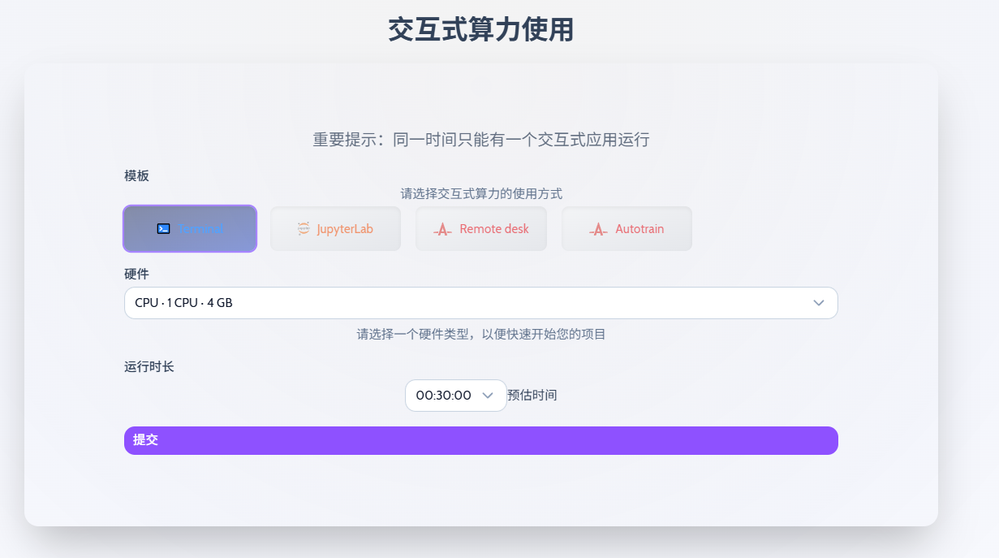 交互式算力使用
重要提示：同一时间只能有一个交互式应用运行
模板
请选择交互式算力的使用方式
Terminal JupyterLab Remote desk Autotrain
硬件
CPU · 1 CPU · 4 GB
请选择一个硬件类型，以便快速开始您的项目
运行时长
00:30:00 预估时间
提交